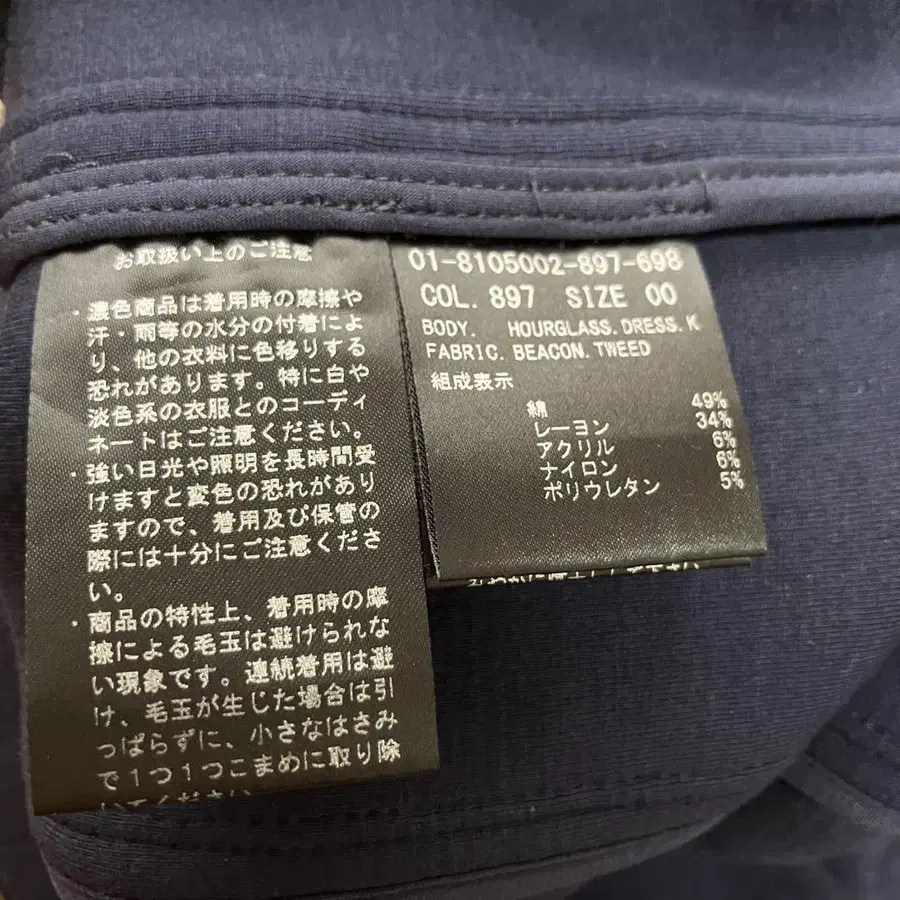 お取扱い上のご注意
・濃色商品は着用時の摩擦や
汗・雨等の水分の付着によ
り、他の衣料に色移りする
恐れがあります。特に白や
淡色系の衣服とのコーディ
ネートはご注意ください。
・強い日光や照明を長時間受
けますと変色の恐れがあり
ますので、着用及び保管の
際には十分にご注意くださ
い。
・商品の特性上、着用時の摩
擦による毛玉は避けられな
い現象です。連続着用は避
け、毛玉が生じた場合は引
っぱらずに、小さなはさみ
で1つ1つこまめに取り除
いてください。
01-8105002-897-698
COL. 897 SIZE 00
BODY. HOURGLASS.DRESS.K
FABRIC. BEACON.TWEED
組成表示
綿 49%
レーヨン 34%
アクリル 6%
ナイロン 6%
ポリウレタン 5%